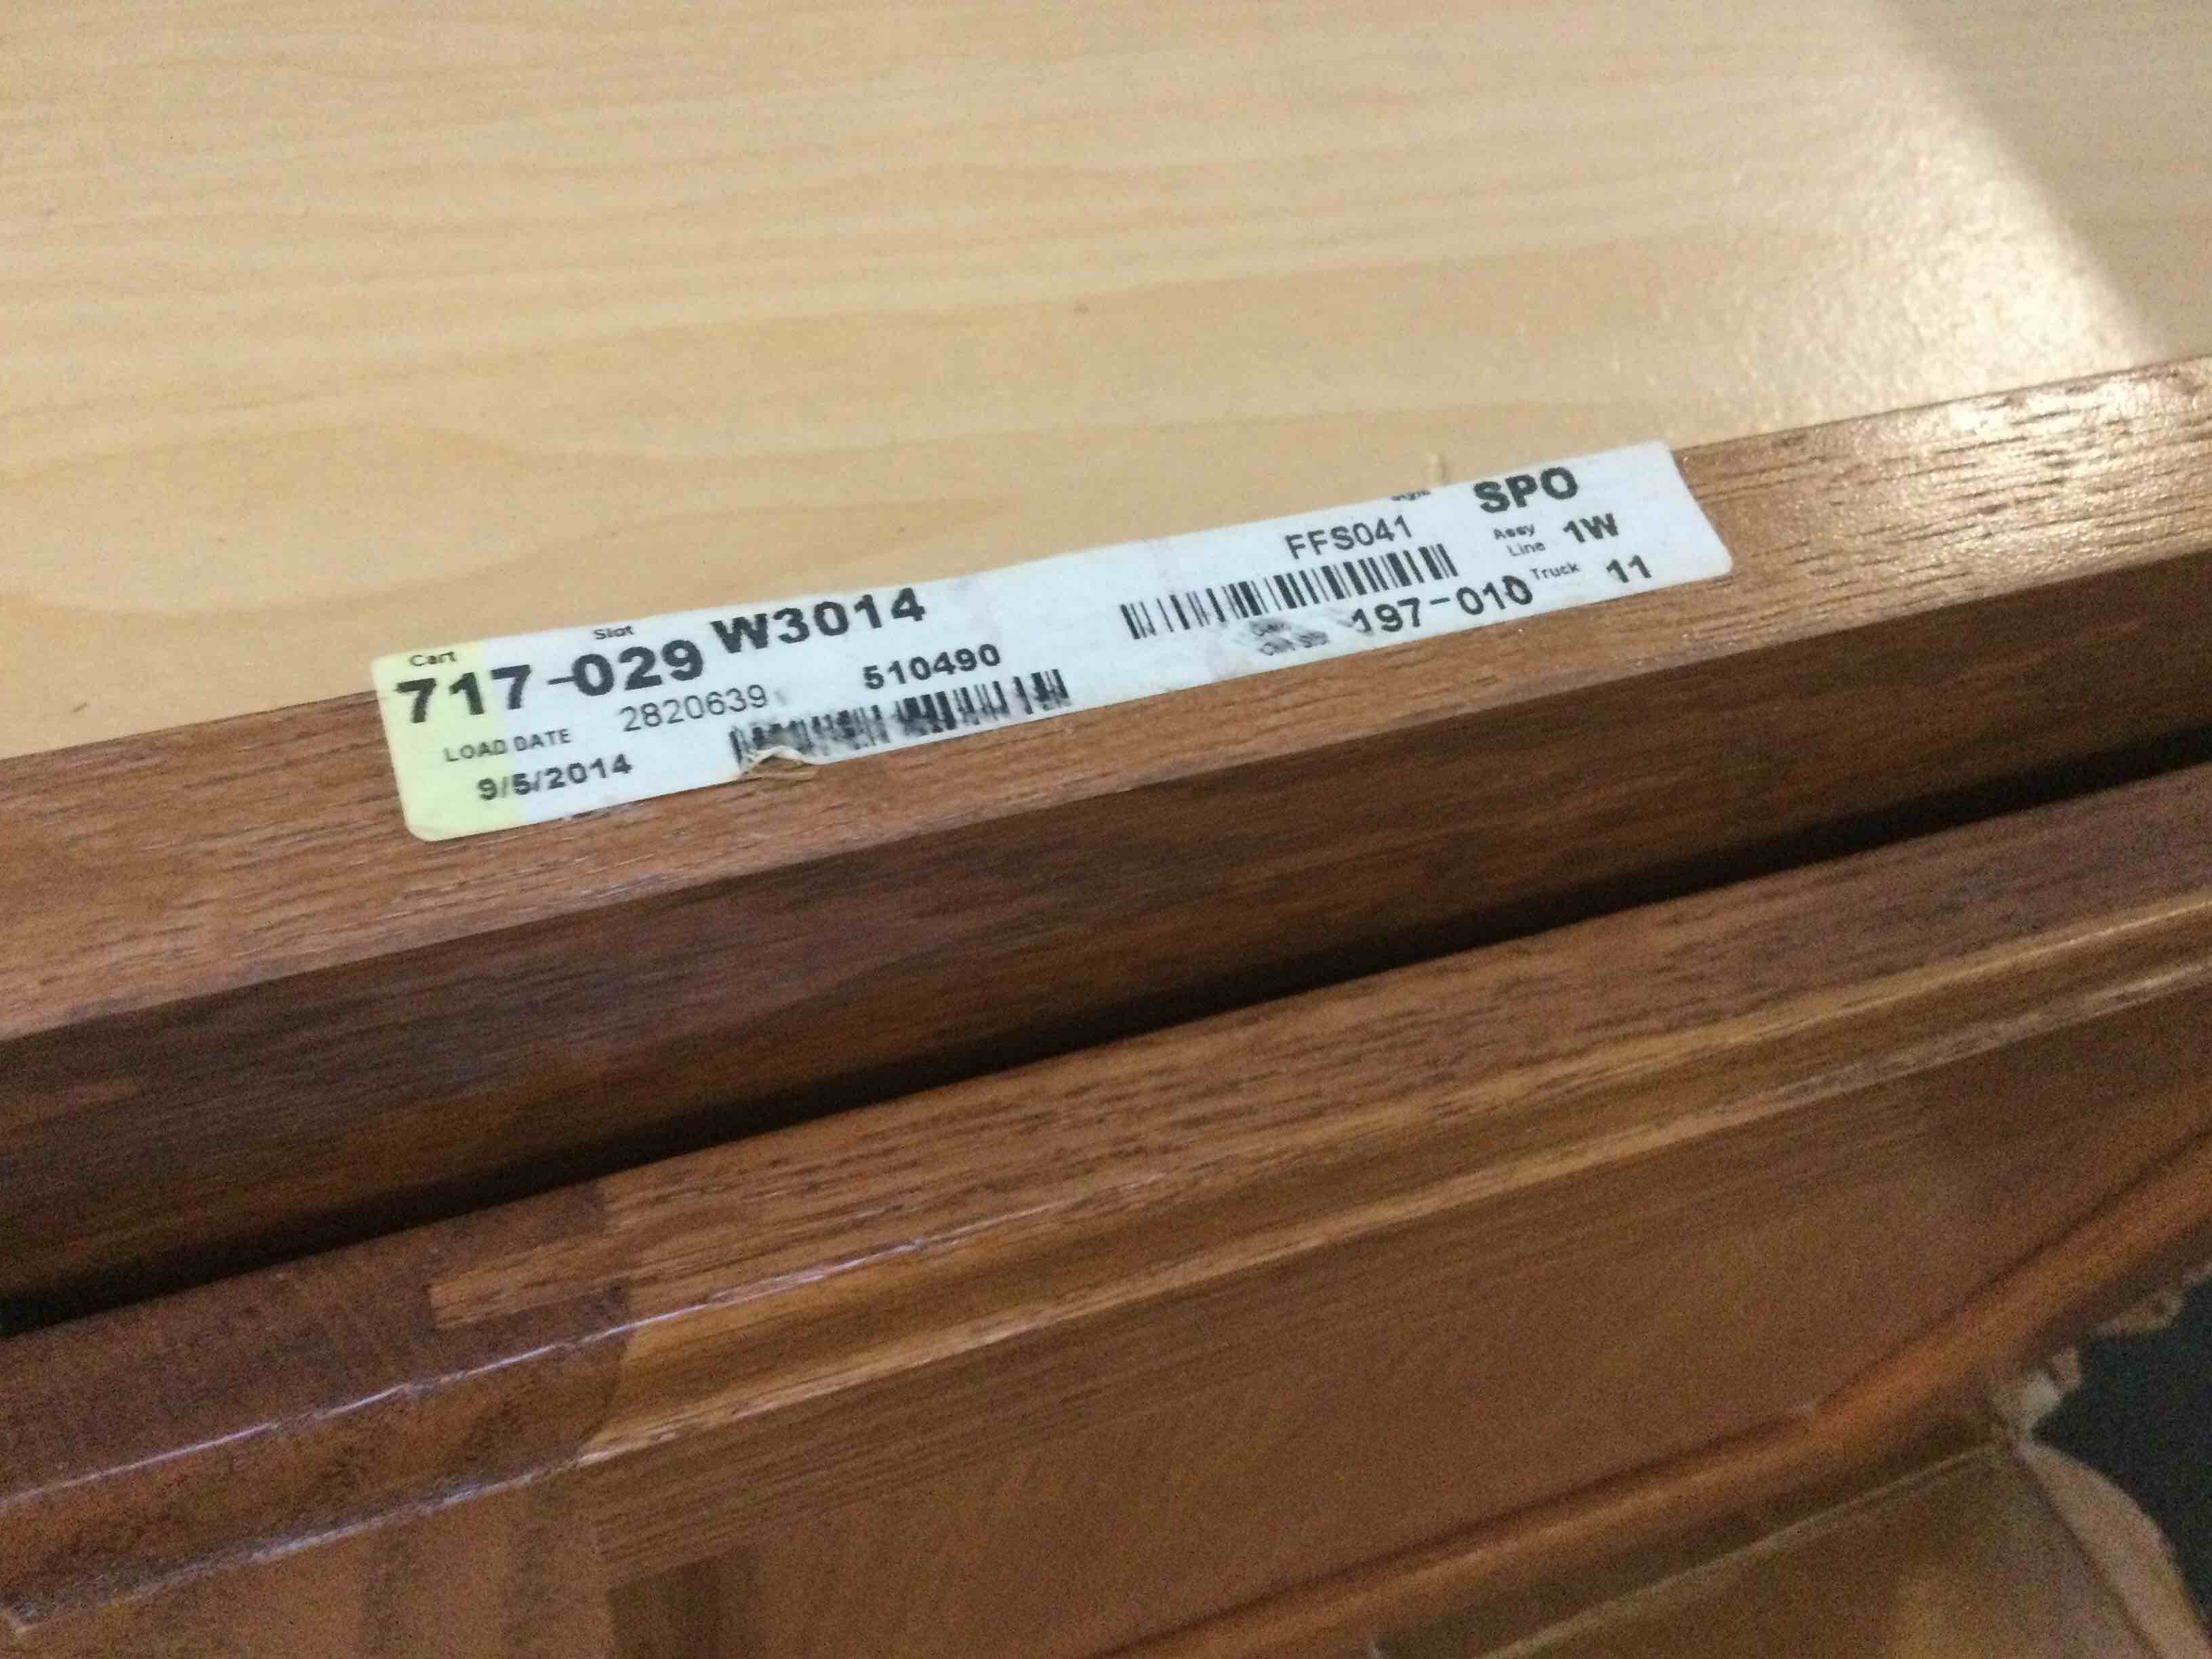 Cart Slot
717-029 W3014
LOAD DATE 2820639 510490
9/5/2014
Style SPO
FFS041
Assy Line 1W
197-010 Truck 11